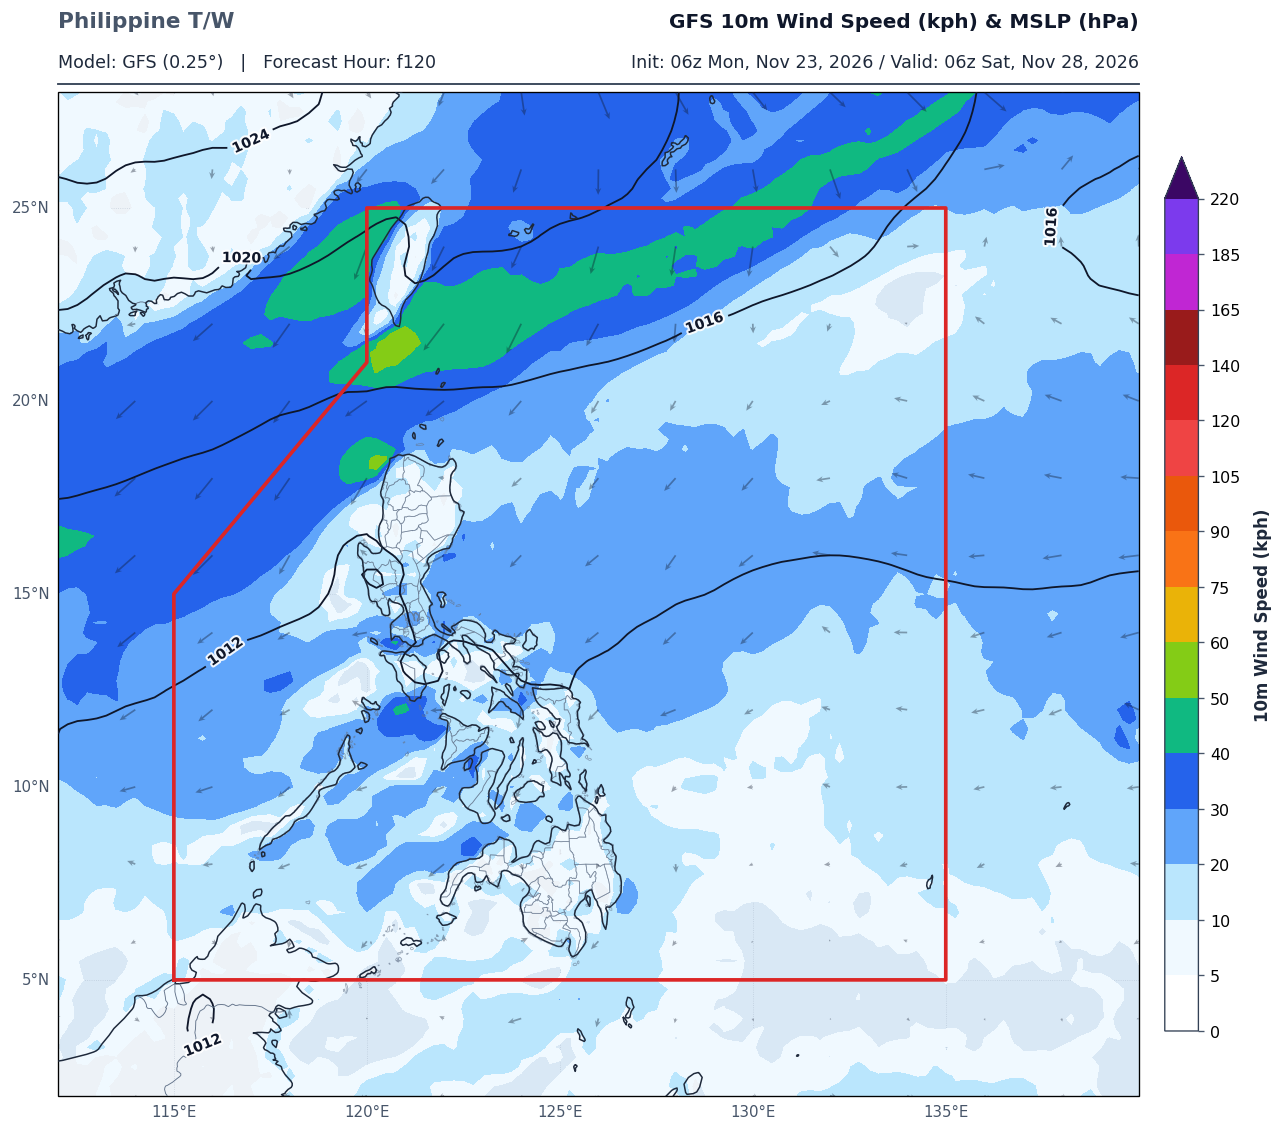 Philippine T/W
GFS 10m Wind Speed (kph) & MSLP (hPa)
Model: GFS (0.25°)   |   Forecast Hour: f120
Init: 06z Mon, Nov 23, 2026 / Valid: 06z Sat, Nov 28, 2026
1024
1020
1016
1016
1012
1012
25°N
20°N
15°N
10°N
5°N
115°E
120°E
125°E
130°E
135°E
220
185
165
140
120
105
90
75
60
50
40
30
20
10
5
0
10m Wind Speed (kph)